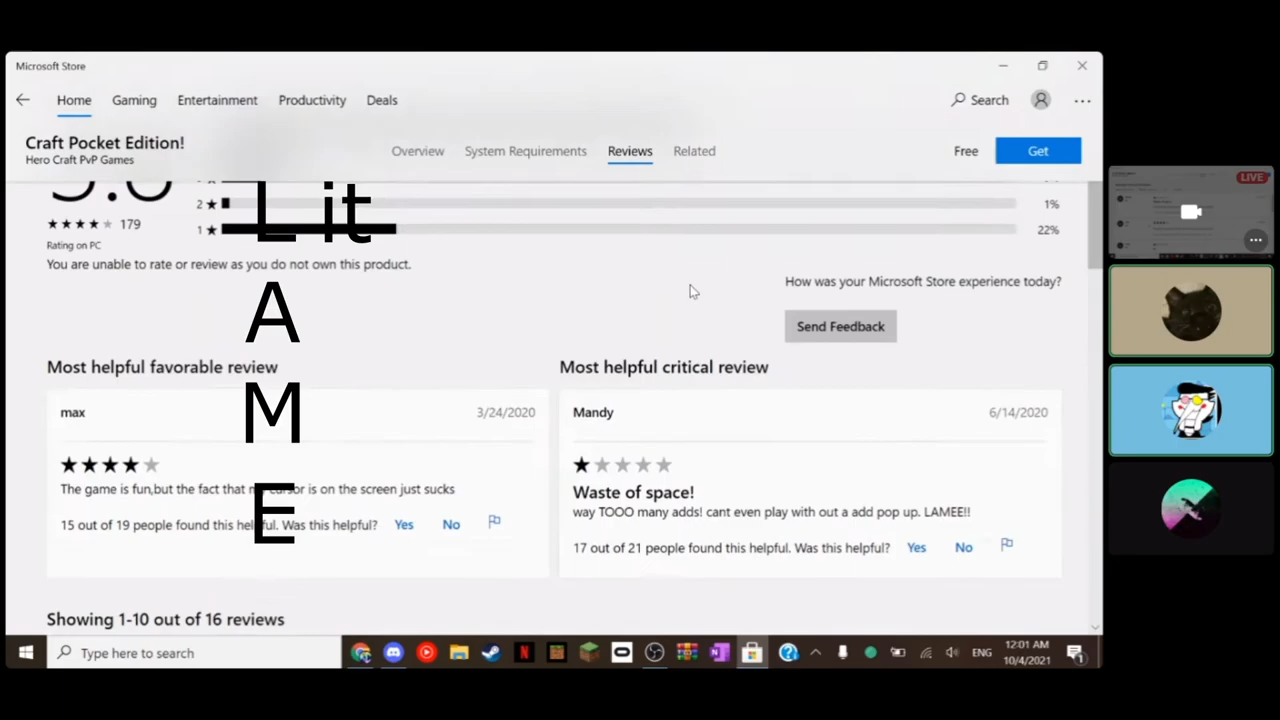 Microsoft Store
Home Gaming Entertainment Productivity Deals Search
Craft Pocket Edition!
Hero Craft PvP Games
Overview System Requirements Reviews Related Free Get
LIVE
L it
A
M
E
2 1%
179 1 22%
Rating on PC
You are unable to rate or review as you do not own this product.
How was your Microsoft Store experience today?
Send Feedback
Most helpful favorable review
max 3/24/2020
The game is fun,but the fact that my cursor is on the screen just sucks
15 out of 19 people found this helpful. Was this helpful? Yes No
Most helpful critical review
Mandy 6/14/2020
Waste of space!
way TOOO many adds! cant even play with out a add pop up. LAMEE!!
17 out of 21 people found this helpful. Was this helpful? Yes No
Showing 1-10 out of 16 reviews
Type here to search
ENG 12:01 AM
10/4/2021